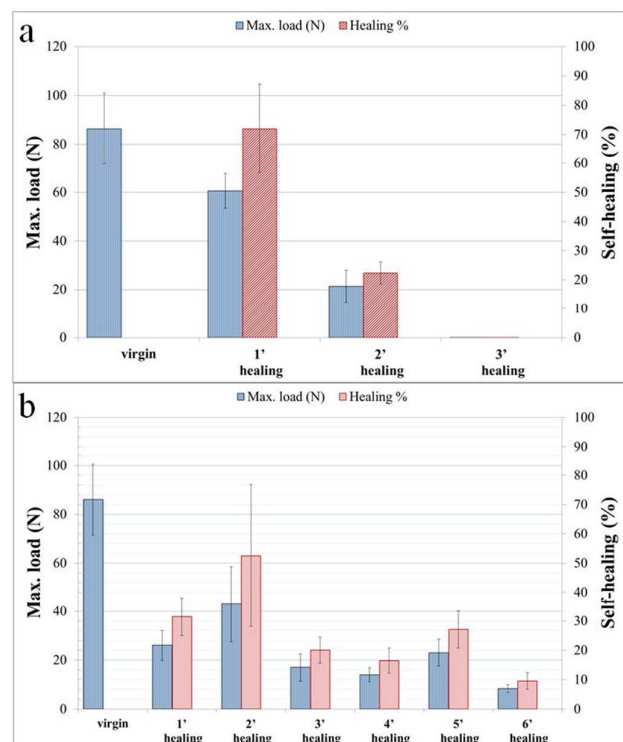 a
Max. load (N) Healing %
120 100
90
100
80
80 70
60
60 50
40
40
30
20 20
10
0 0
Max. load (N)
Self-healing (%)
virgin 1’ 2’ 3’
healing healing healing
b
Max. load (N) Healing %
120 100
90
100
80
80 70
60
60 50
40
40
30
20 20
10
0 0
Max. load (N)
Self-healing (%)
virgin 1’ 2’ 3’ 4’ 5’ 6’
healing healing healing healing healing healing